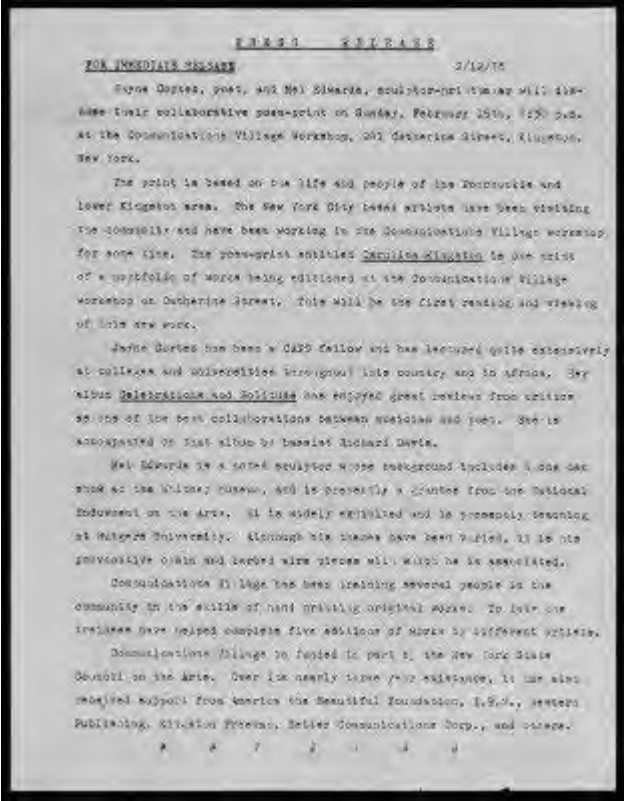 PRESS RELEASE
FOR IMMEDIATE RELEASE
Jayne Cortez, poet, and Mel Edwards, sculptor-printmaker will
their collaborative poem-print on Sunday, February 15th, p.m.
at the Communications Village Workshop, Catherine Street, Kingston,
New York.
The print is based on the life and people of the Ponckockie and
lower Kingston area. The New York City based artists have been visiting
the community and have been working in the Communications Village workshop
for some time. The poem-print entitled Carolina Kingston is one print
of a portfolio of works being editioned at the Communications Village
workshop on Catherine Street. This will be the first reading and viewing
of this new work.
Jayne Cortez has been a CAPS fellow and has lectured quite extensively
at colleges and universities throughout this country and in Africa. Her
album Celebrations and Solitude has enjoyed great reviews from critics
as one of the best collaborations between musician and poet. She is
accompanied on that album by bassist Richard Davis.
Mel Edwards is a noted sculptor whose background includes a one man
show at the Whitney Museum, and is presently a grantee from the National
Endowment on the Arts. is widely exhibited and is presently teaching
at Rutgers University. Although his themes have been varied, it is his
provocative chain and barbed wire pieces with which he is associated.
Communications Village has been training several people in the
community in the skills of hand printing original works. To date the
trainees have helped complete five editions of works by different artists.
Communications Village is funded in part by the New York State
Council on the Arts. Over its nearly three year existence, it has also
received support from America the Beautiful Foundation, I.B.M., Western
Publishing, Kingston Freeman, Better Communications Corp., and others.